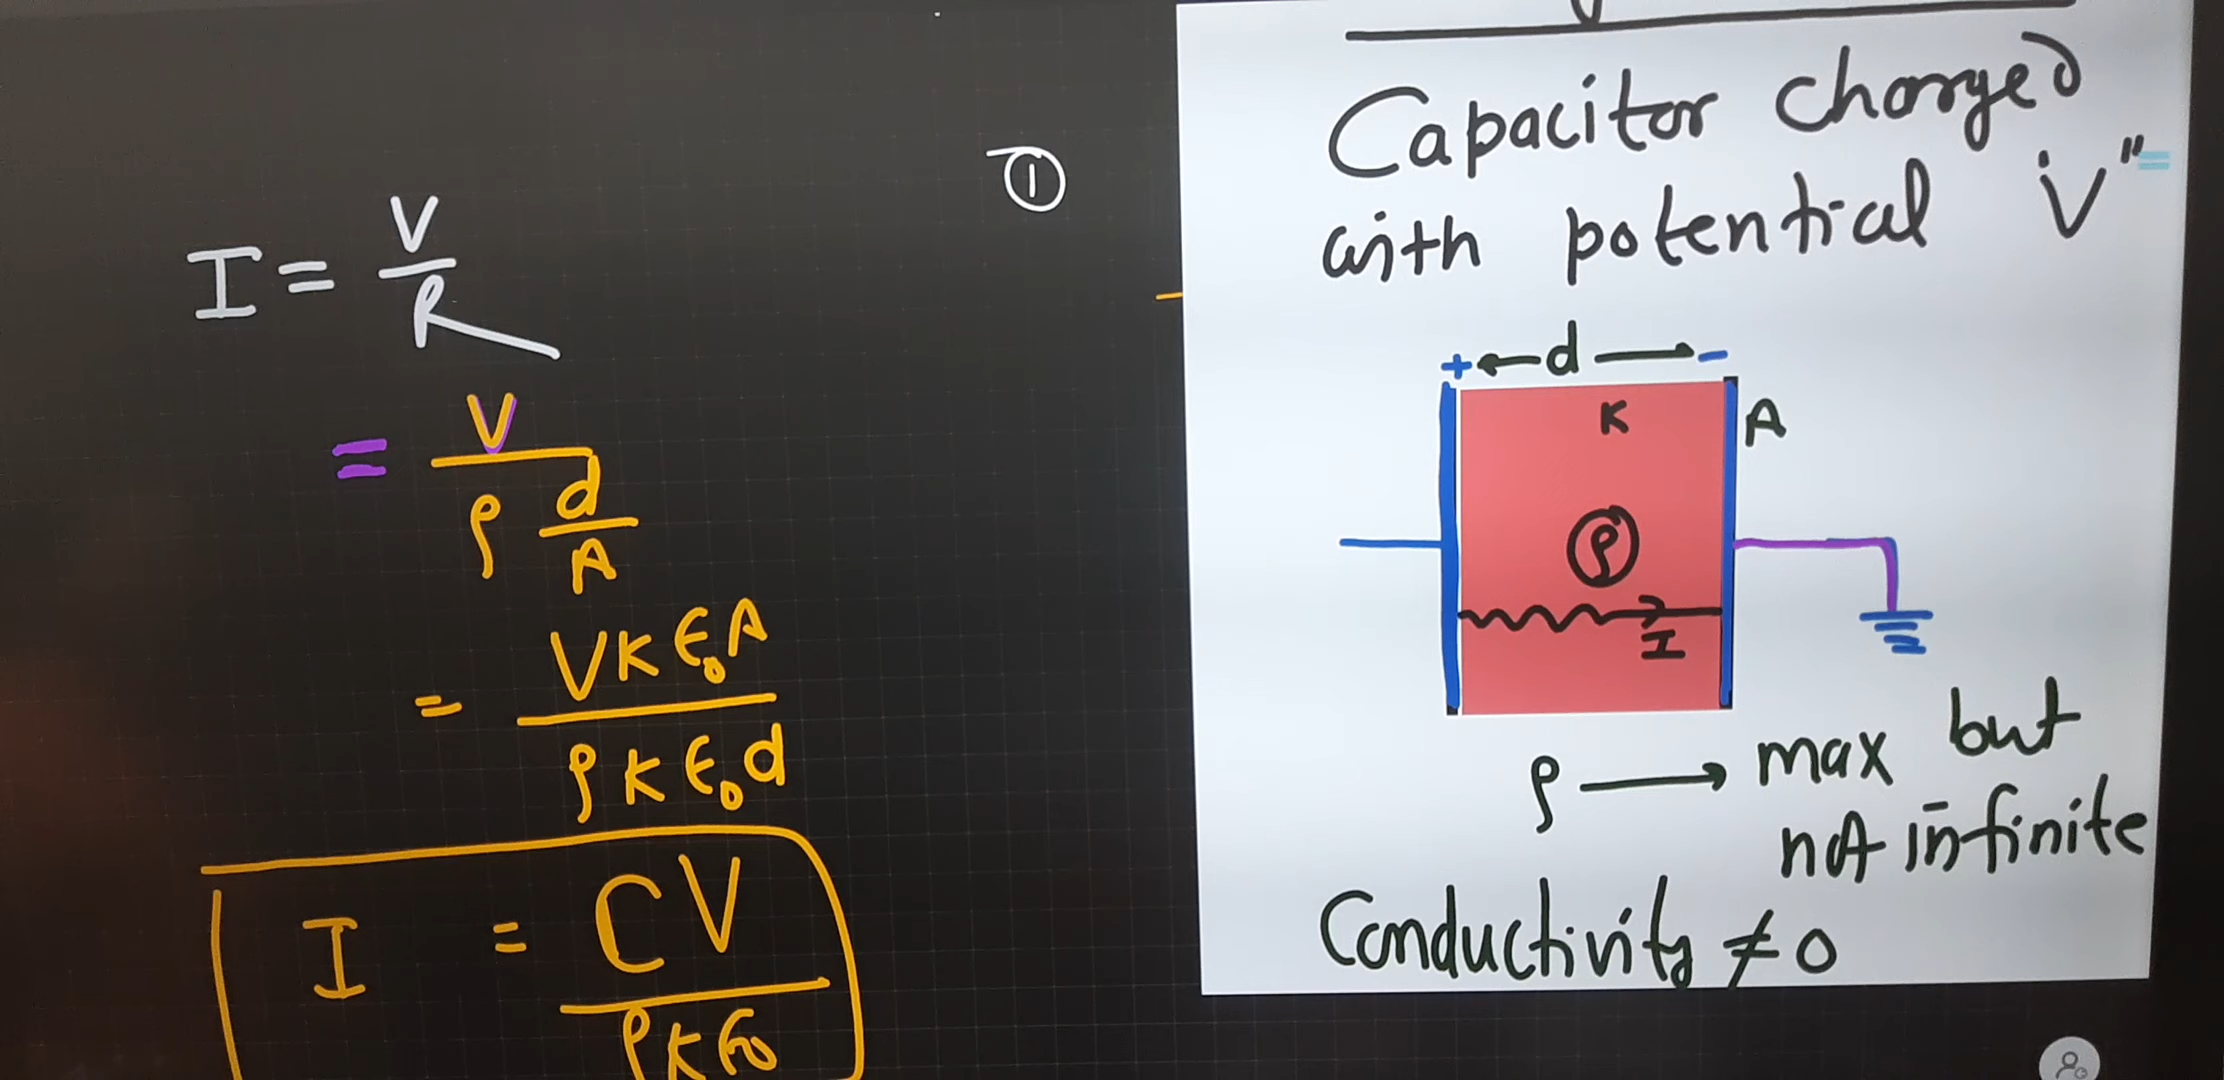 I = V/R
= V/(ρ d/A)
= VKϵ₀A/(ρKϵ₀d)
I = CV/(ρKϵ₀)
①
Capacitor charged
with potential "V"
+ ← d → -
K
A
ρ
I
ρ → max but
not infinite
Conductivity ≠ 0